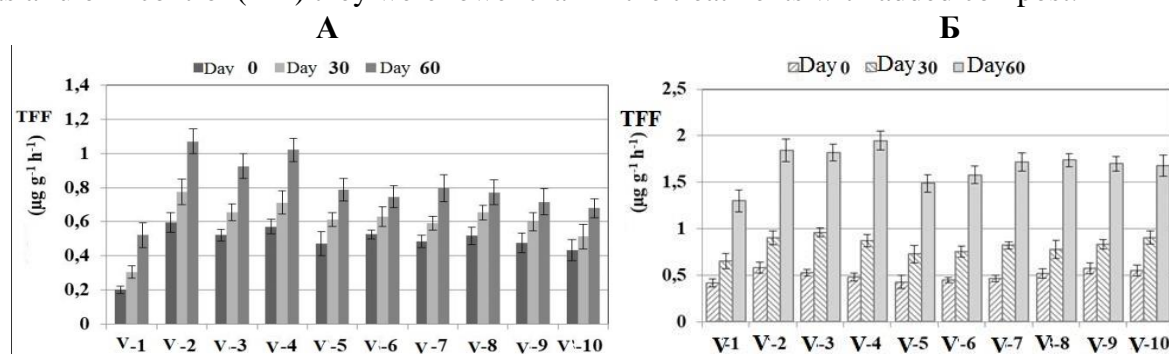 А
Б
Day 0 Day 30 Day 60
Day 0 Day 30 Day60
TFF
(µg g⁻¹ h⁻¹)
1,4
1,2
1
0,8
0,6
0,4
0,2
0
V-1 V-2 V-3 V-4 V-5 V-6 V-7 V-8 V-9 V-10
TFF
(µg g⁻¹ h⁻¹)
2,5
2
1,5
1
0,5
0
V-1 V-2 V-3 V-4 V-5 V-6 V-7 V-8 V-9 V-10